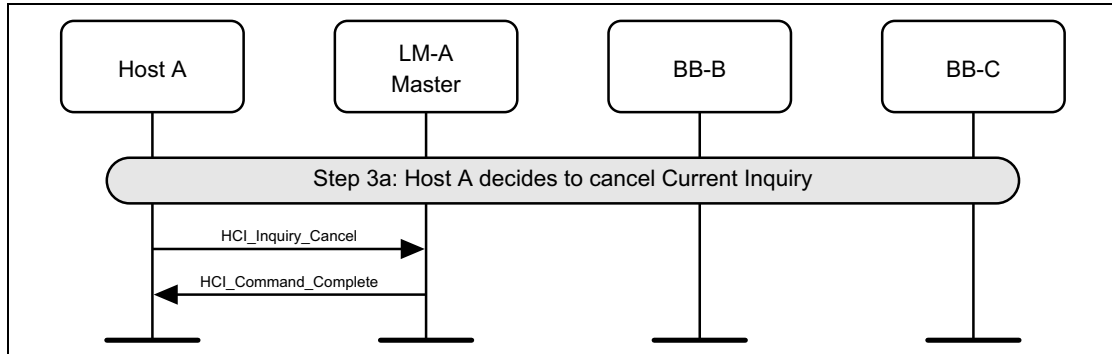 Host A
LM-A
Master
BB-B
BB-C
Step 3a: Host A decides to cancel Current Inquiry
HCI_Inquiry_Cancel
HCI_Command_Complete